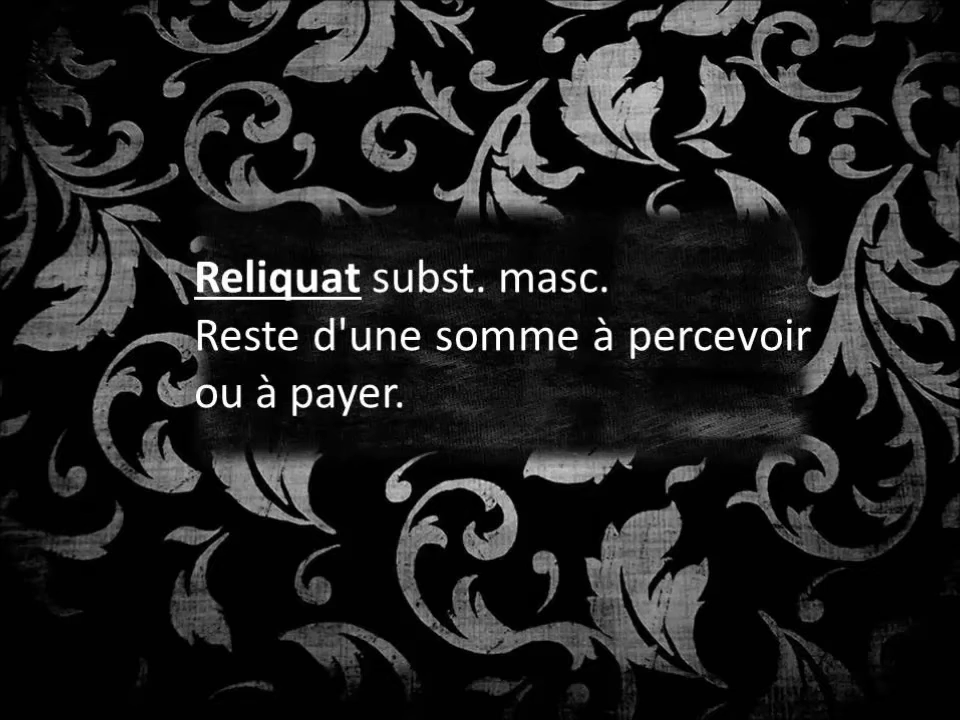 Reliquat subst. masc.
Reste d'une somme à percevoir
ou à payer.